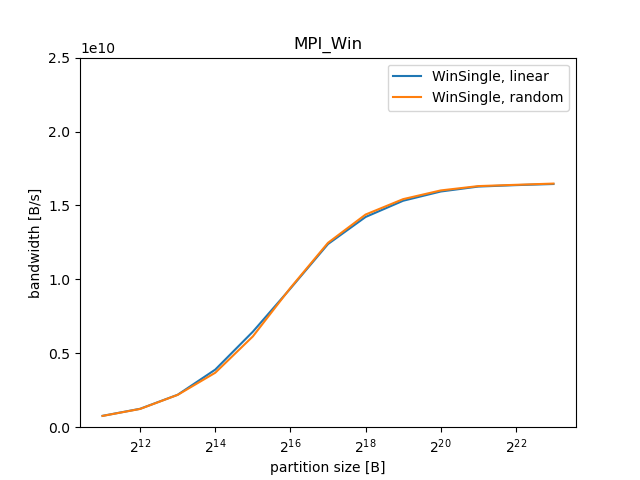 MPI_Win
1e10
2.5
2.0
1.5
1.0
0.5
0.0
bandwidth [B/s]
WinSingle, linear
WinSingle, random
2^12 2^14 2^16 2^18 2^20 2^22
partition size [B]